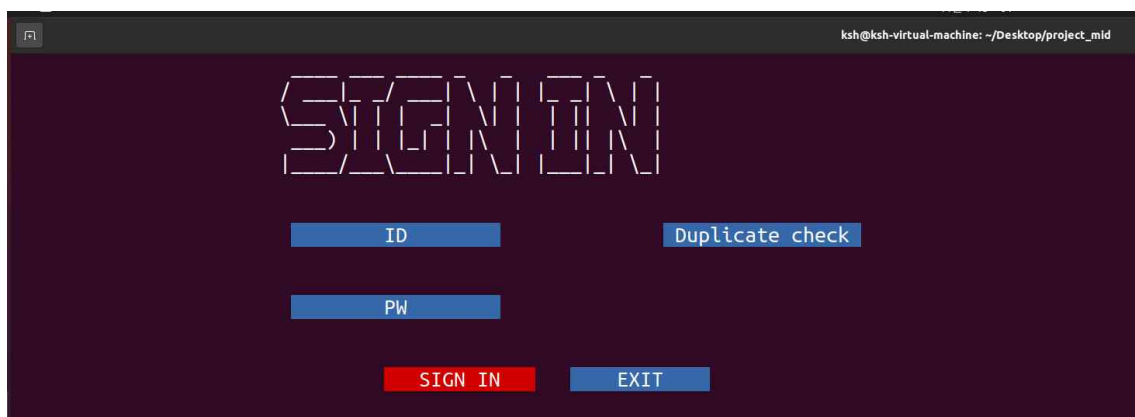 ksh@ksh-virtual-machine: ~/Desktop/project_mid
SIGN IN
ID Duplicate check
PW
SIGN IN EXIT